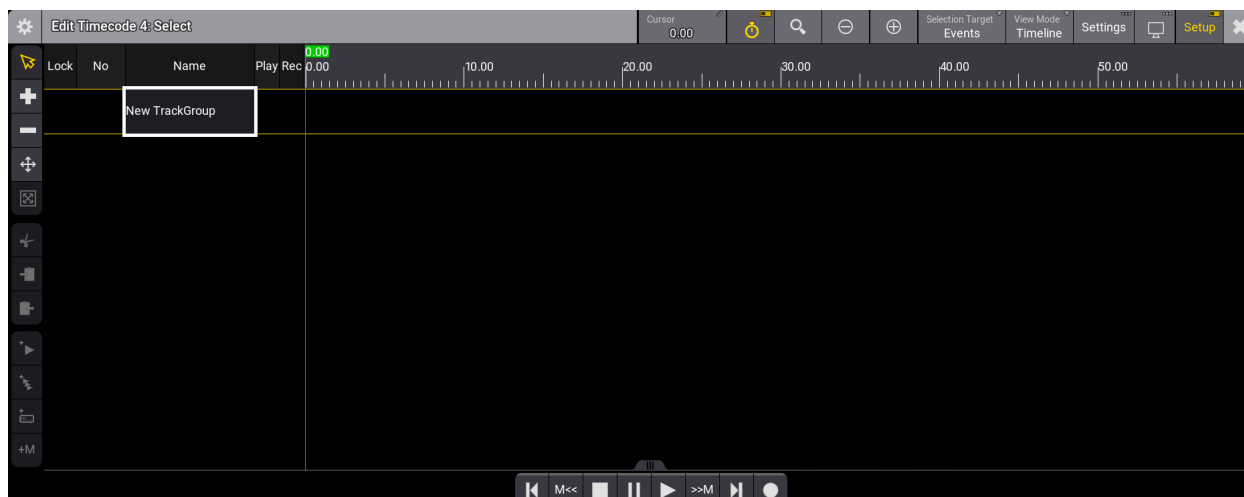 Edit Timecode 4: Select
Cursor
0.00
Selection Target
Events
View Mode
Timeline
Settings
Setup
Lock No Name Play Rec
0.00
0.00 10.00 20.00 30.00 40.00 50.00
New TrackGroup
+M
M<< >>M